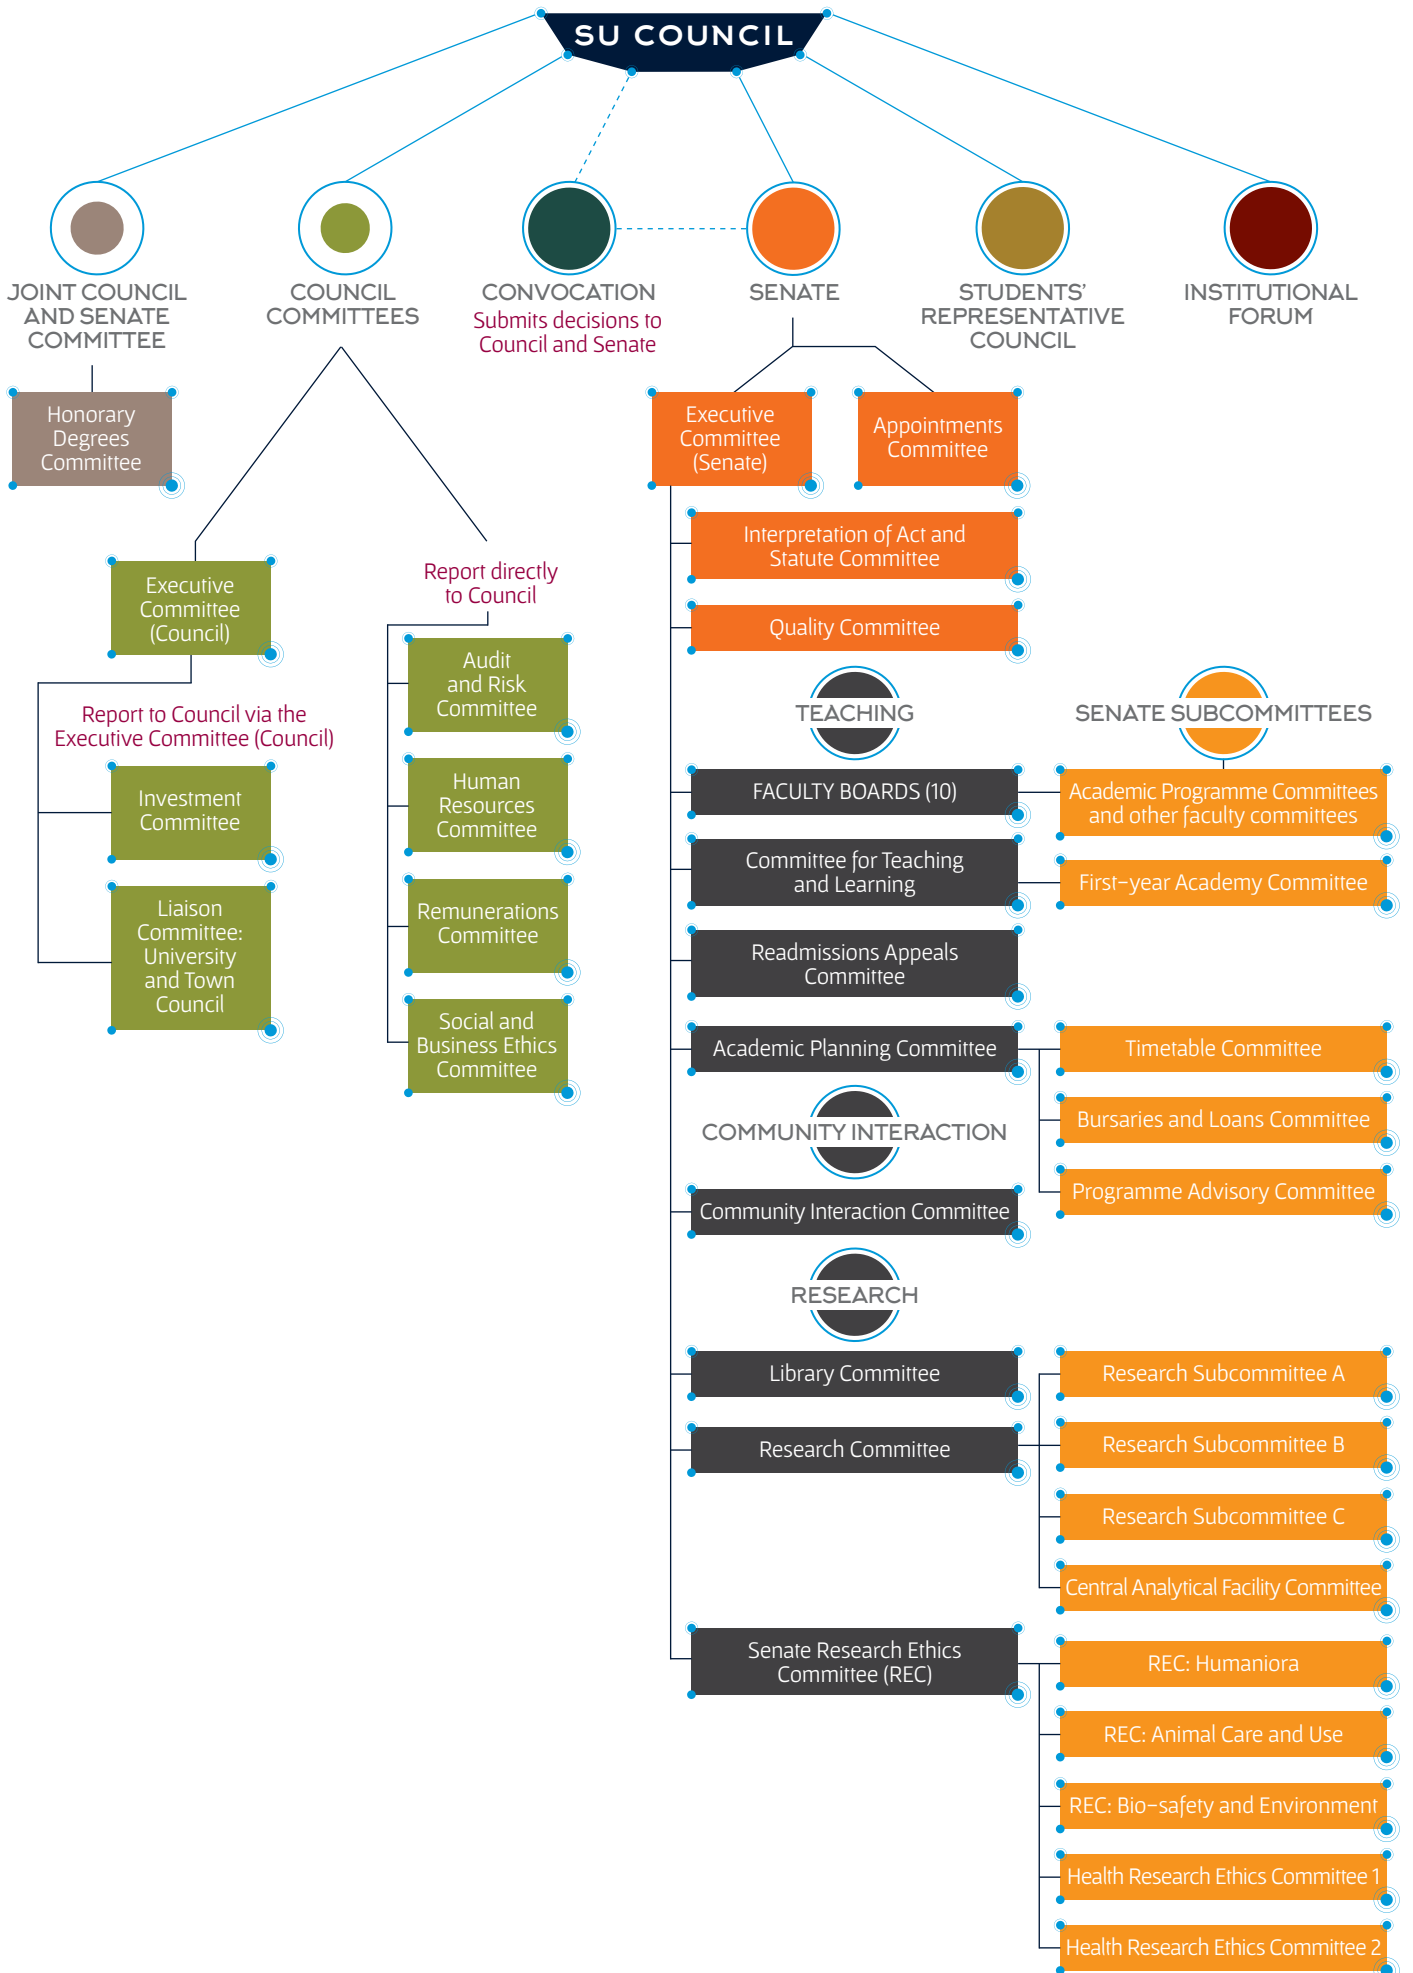 SU COUNCIL
JOINT COUNCIL
AND SENATE
COMMITTEE
COUNCIL
COMMITTEES
CONVOCATION
Submits decisions to
Council and Senate
SENATE
STUDENTS'
REPRESENTATIVE
COUNCIL
INSTITUTIONAL
FORUM
Honorary
Degrees
Committee
Executive
Committee
(Council)
Report to Council via the
Executive Committee (Council)
Investment
Committee
Liaison
Committee:
University
and Town
Council
Report directly
to Council
Audit
and Risk
Committee
Human
Resources
Committee
Remunerations
Committee
Social and
Business Ethics
Committee
Executive
Committee
(Senate)
Appointments
Committee
Interpretation of Act and
Statute Committee
Quality Committee
TEACHING
SENATE SUBCOMMITTEES
FACULTY BOARDS (10)
Academic Programme Committees
and other faculty committees
Committee for Teaching
and Learning
First-year Academy Committee
Readmissions Appeals
Committee
Academic Planning Committee
Timetable Committee
Bursaries and Loans Committee
Programme Advisory Committee
COMMUNITY INTERACTION
Community Interaction Committee
RESEARCH
Library Committee
Research Committee
Research Subcommittee A
Research Subcommittee B
Research Subcommittee C
Central Analytical Facility Committee
Senate Research Ethics
Committee (REC)
REC: Humaniora
REC: Animal Care and Use
REC: Bio-safety and Environment
Health Research Ethics Committee 1
Health Research Ethics Committee 2